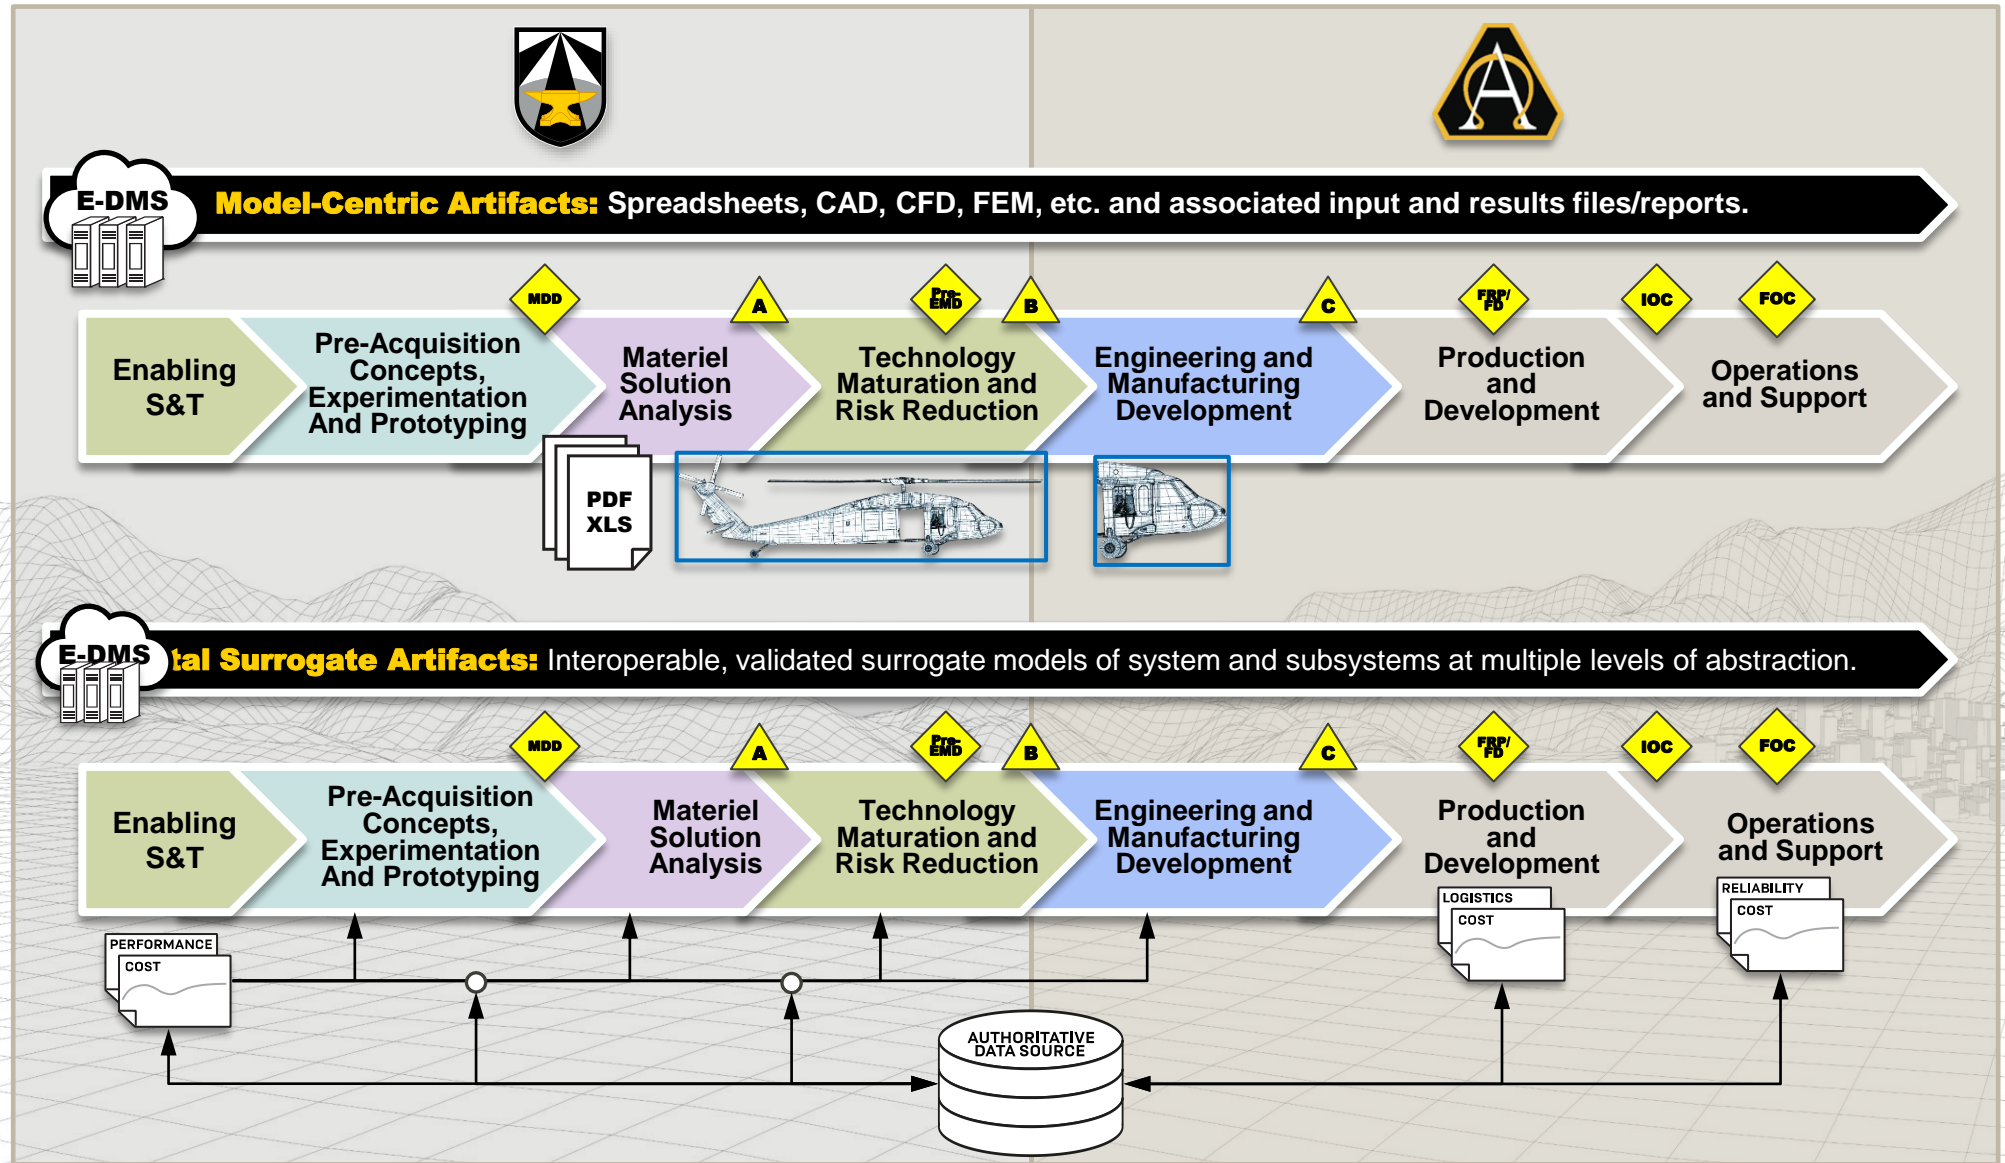 A
E-DMS
Model-Centric Artifacts: Spreadsheets, CAD, CFD, FEM, etc. and associated input and results files/reports.
MDD
A
Pre-
EMD
B
C
FRP/
FD
IOC
FOC
Enabling
S&T
Pre-Acquisition
Concepts,
Experimentation
And Prototyping
Materiel
Solution
Analysis
Technology
Maturation and
Risk Reduction
Engineering and
Manufacturing
Development
Production
and
Development
Operations
and Support
PDF
XLS
E-DMS
tal Surrogate Artifacts: Interoperable, validated surrogate models of system and subsystems at multiple levels of abstraction.
MDD
A
Pre-
EMD
B
C
FRP/
FD
IOC
FOC
Enabling
S&T
Pre-Acquisition
Concepts,
Experimentation
And Prototyping
Materiel
Solution
Analysis
Technology
Maturation and
Risk Reduction
Engineering and
Manufacturing
Development
Production
and
Development
Operations
and Support
PERFORMANCE
COST
LOGISTICS
COST
RELIABILITY
COST
AUTHORITATIVE
DATA SOURCE